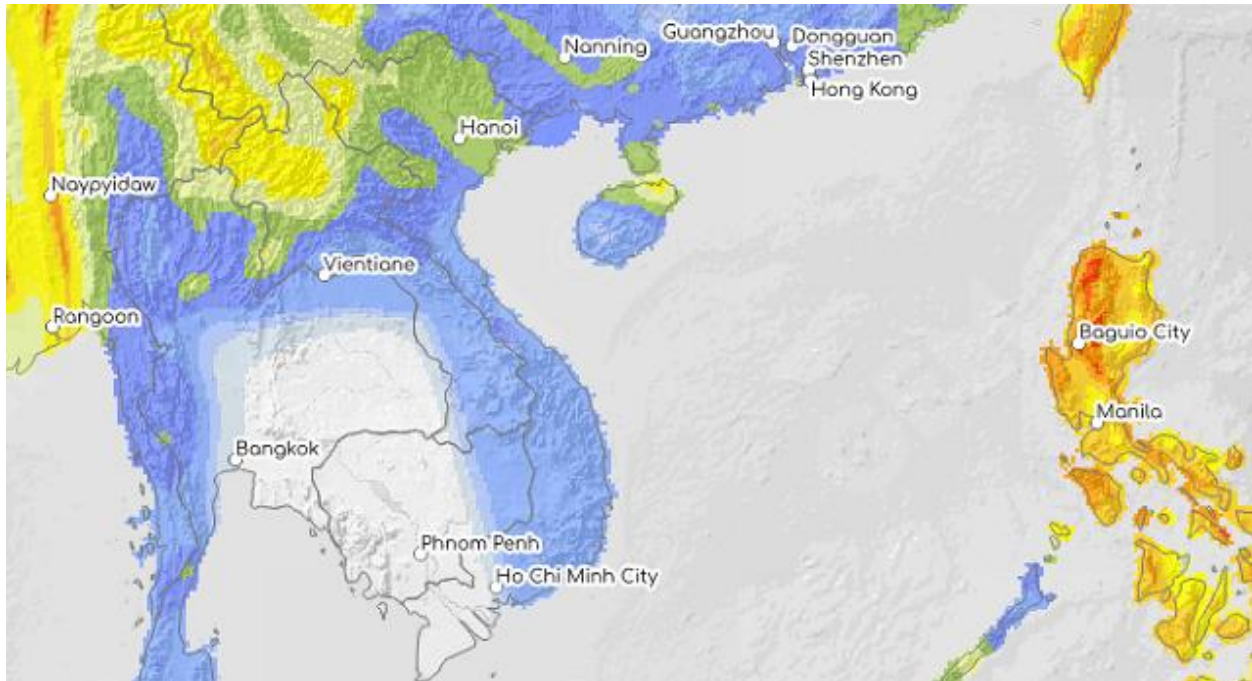 Guangzhou
Dongguan
Nanning
Shenzhen
Hong Kong
Hanoi
Naypyidaw
Vientiane
Rangoon
Baguio City
Manila
Bangkok
Phnom Penh
Ho Chi Minh City